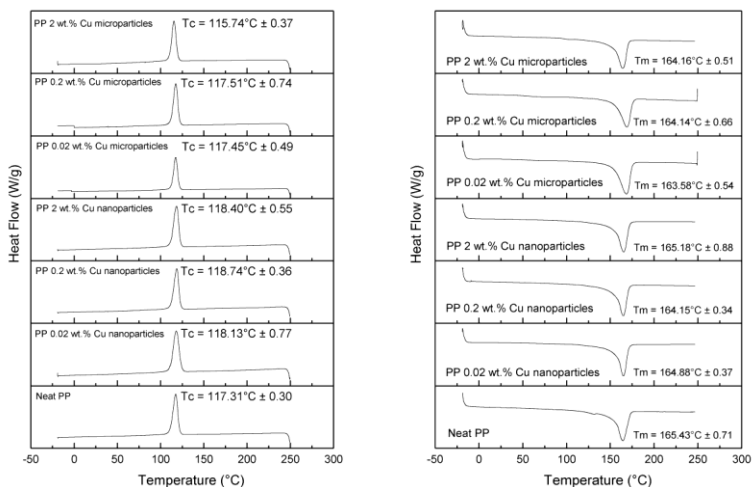 PP 2 wt.% Cu microparticles
Tc = 115.74°C ± 0.37
PP 0.2 wt.% Cu microparticles
Tc = 117.51°C ± 0.74
PP 0.02 wt.% Cu microparticles
Tc = 117.45°C ± 0.49
PP 2 wt.% Cu nanoparticles
Tc = 118.40°C ± 0.55
PP 0.2 wt.% Cu nanoparticles
Tc = 118.74°C ± 0.36
PP 0.02 wt.% Cu nanoparticles
Tc = 118.13°C ± 0.77
Neat PP
Tc = 117.31°C ± 0.30
Heat Flow (W/g)
-50 0 50 100 150 200 250 300
Temperature (°C)
PP 2 wt.% Cu microparticles
Tm = 164.16°C ± 0.51
PP 0.2 wt.% Cu microparticles
Tm = 164.14°C ± 0.66
PP 0.02 wt.% Cu microparticles
Tm = 163.58°C ± 0.54
PP 2 wt.% Cu nanoparticles
Tm = 165.18°C ± 0.88
PP 0.2 wt.% Cu nanoparticles
Tm = 164.15°C ± 0.34
PP 0.02 wt.% Cu nanoparticles
Tm = 164.88°C ± 0.37
Neat PP
Tm = 165.43°C ± 0.71
Heat Flow (W/g)
-50 0 50 100 150 200 250 300
Temperature (°C)